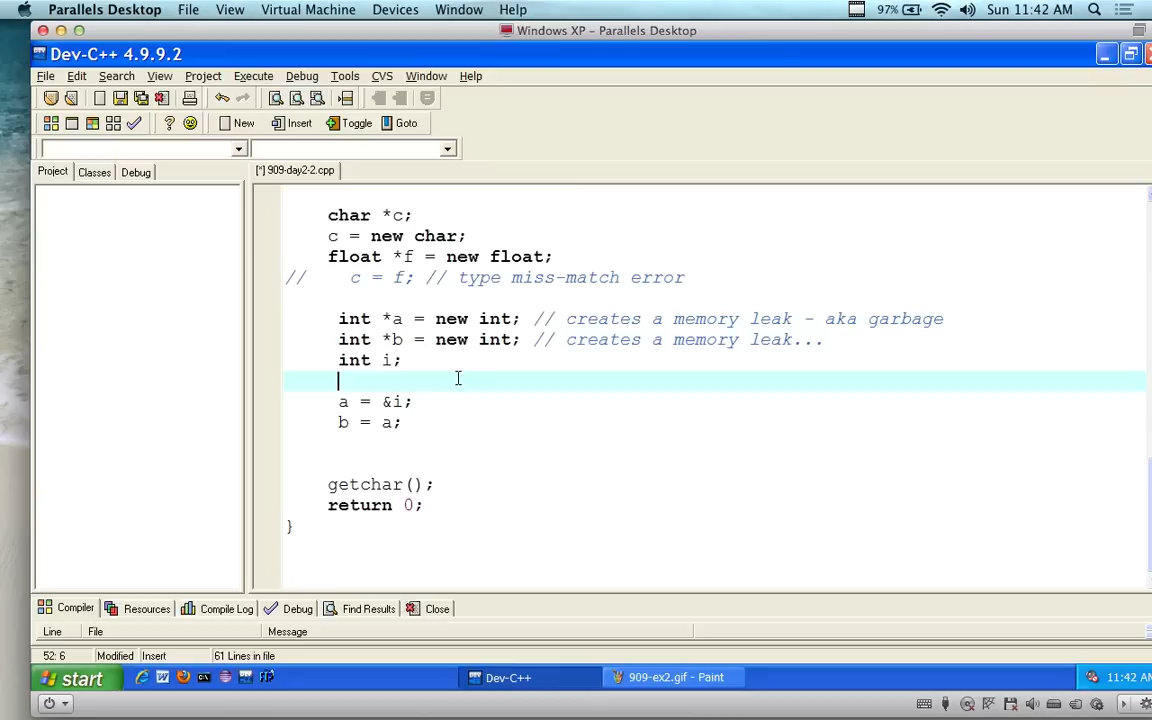 Parallels Desktop File View Virtual Machine Devices Window Help 97% Sun 11:42 AM
Windows XP - Parallels Desktop
Dev-C++ 4.9.9.2
File Edit Search View Project Execute Debug Tools CVS Window Help
New Insert Toggle Goto
Project Classes Debug [*] 909-day2-2.cpp
char *c;
c = new char;
float *f = new float;
// c = f; // type miss-match error
int *a = new int; // creates a memory leak - aka garbage
int *b = new int; // creates a memory leak...
int i;
a = &i;
b = a;
getchar();
return 0;
}
Compiler Resources Compile Log Debug Find Results Close
Line File Message
52: 6 Modified Insert 61 Lines in file
start Dev-C++ 909-ex2.gif - Paint 11:42 AM